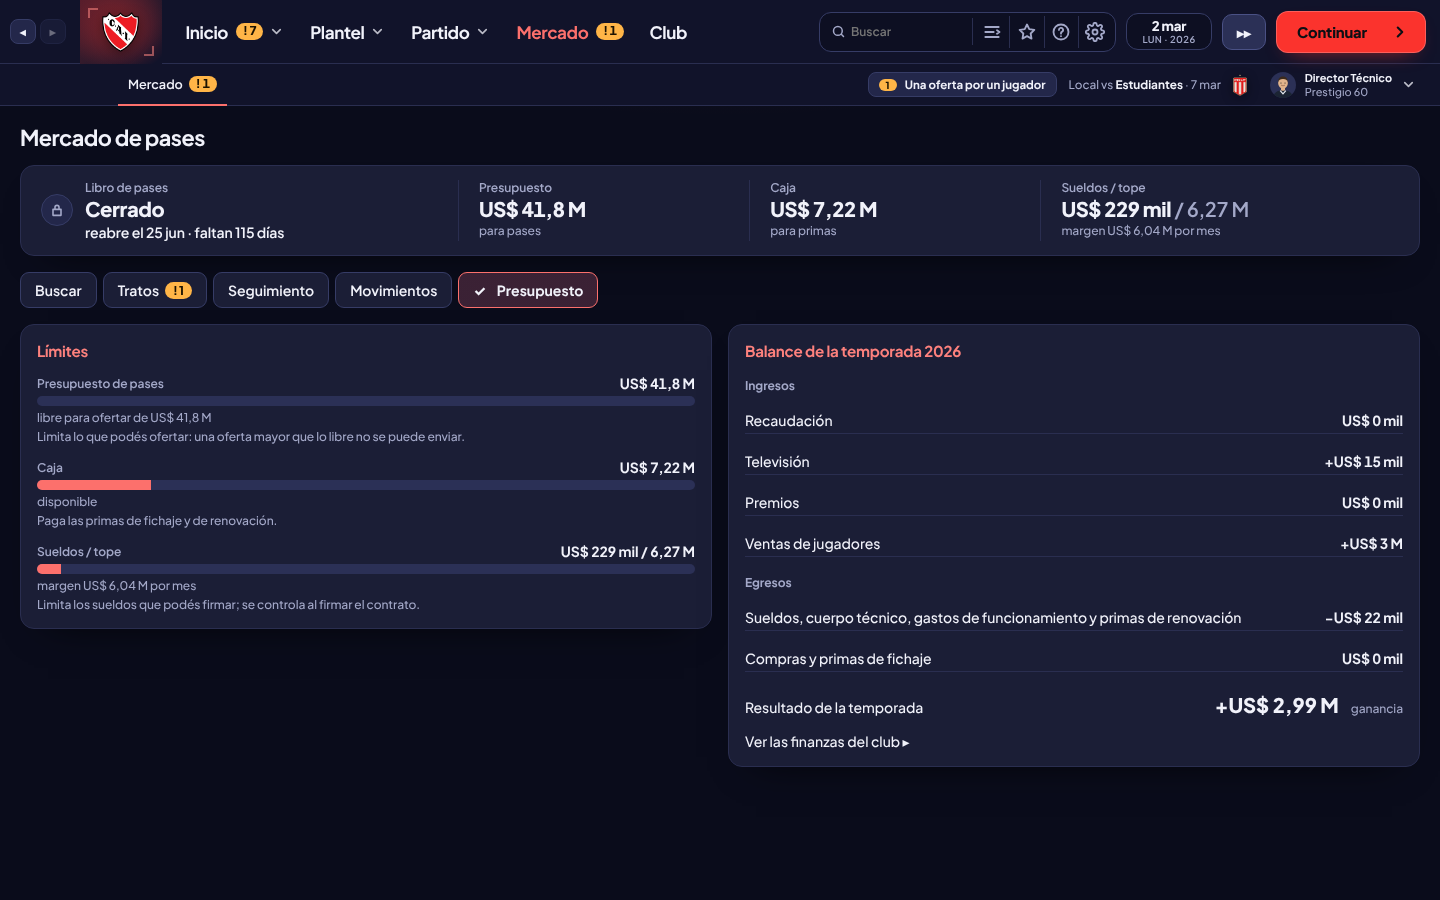 Inicio !7
Plantel
Partido
Mercado !1
Club
Buscar
2 mar
LUN · 2026
Continuar
Mercado !1
1 Una oferta por un jugador
Local vs Estudiantes · 7 mar
Director Técnico
Prestigio 60
Mercado de pases
Libro de pases
Cerrado
reabre el 25 jun · faltan 115 días
Presupuesto
US$ 41,8 M
para pases
Caja
US$ 7,22 M
para primas
Sueldos / tope
US$ 229 mil / 6,27 M
margen US$ 6,04 M por mes
Buscar
Tratos !1
Seguimiento
Movimientos
✓ Presupuesto
Límites
Presupuesto de pases US$ 41,8 M
libre para ofertar de US$ 41,8 M
Limita lo que podés ofertar: una oferta mayor que lo libre no se puede enviar.
Caja US$ 7,22 M
disponible
Paga las primas de fichaje y de renovación.
Sueldos / tope US$ 229 mil / 6,27 M
margen US$ 6,04 M por mes
Limita los sueldos que podés firmar; se controla al firmar el contrato.
Balance de la temporada 2026
Ingresos
Recaudación US$ 0 mil
Televisión +US$ 15 mil
Premios US$ 0 mil
Ventas de jugadores +US$ 3 M
Egresos
Sueldos, cuerpo técnico, gastos de funcionamiento y primas de renovación −US$ 22 mil
Compras y primas de fichaje US$ 0 mil
Resultado de la temporada +US$ 2,99 M ganancia
Ver las finanzas del club ▸